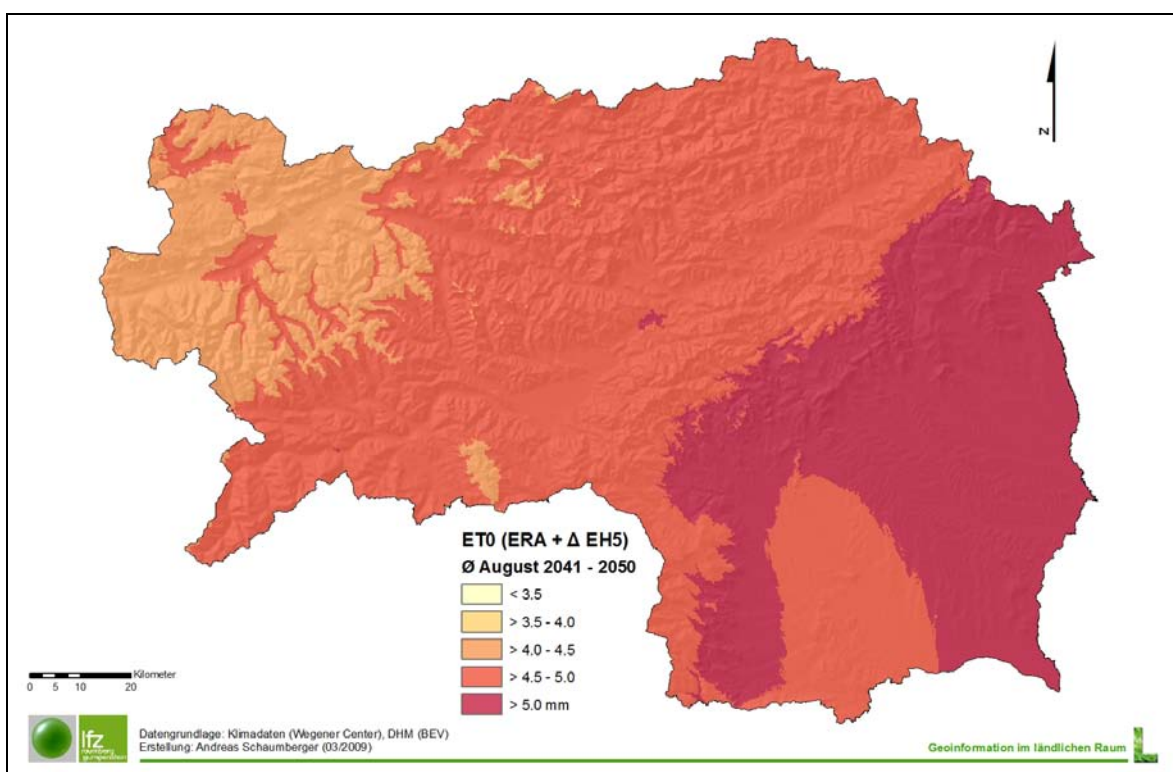 N
ET0 (ERA + Δ EH5)
Ø August 2041 - 2050
< 3.5
> 3.5 - 4.0
> 4.0 - 4.5
> 4.5 - 5.0
> 5.0 mm
Kilometer
0 5 10 20
lfz
raumberg
gumpenstein
Datengrundlage: Klimadaten (Wegener Center), DHM (BEV)
Erstellung: Andreas Schaumberger (03/2009)
Geoinformation im ländlichen Raum
L